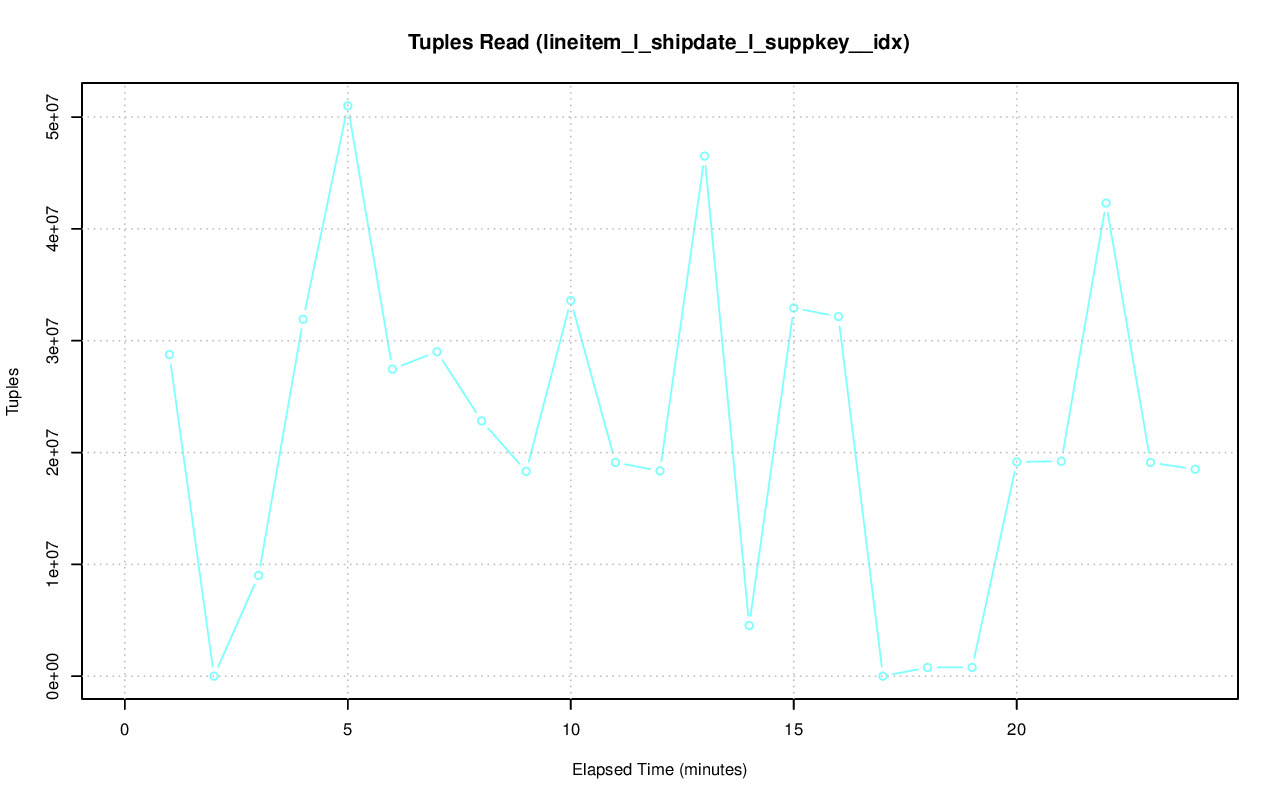 Tuples Read (lineitem_l_shipdate_l_suppkey__idx)
5e+07
4e+07
3e+07
2e+07
1e+07
0e+00
Tuples
0 5 10 15 20
Elapsed Time (minutes)